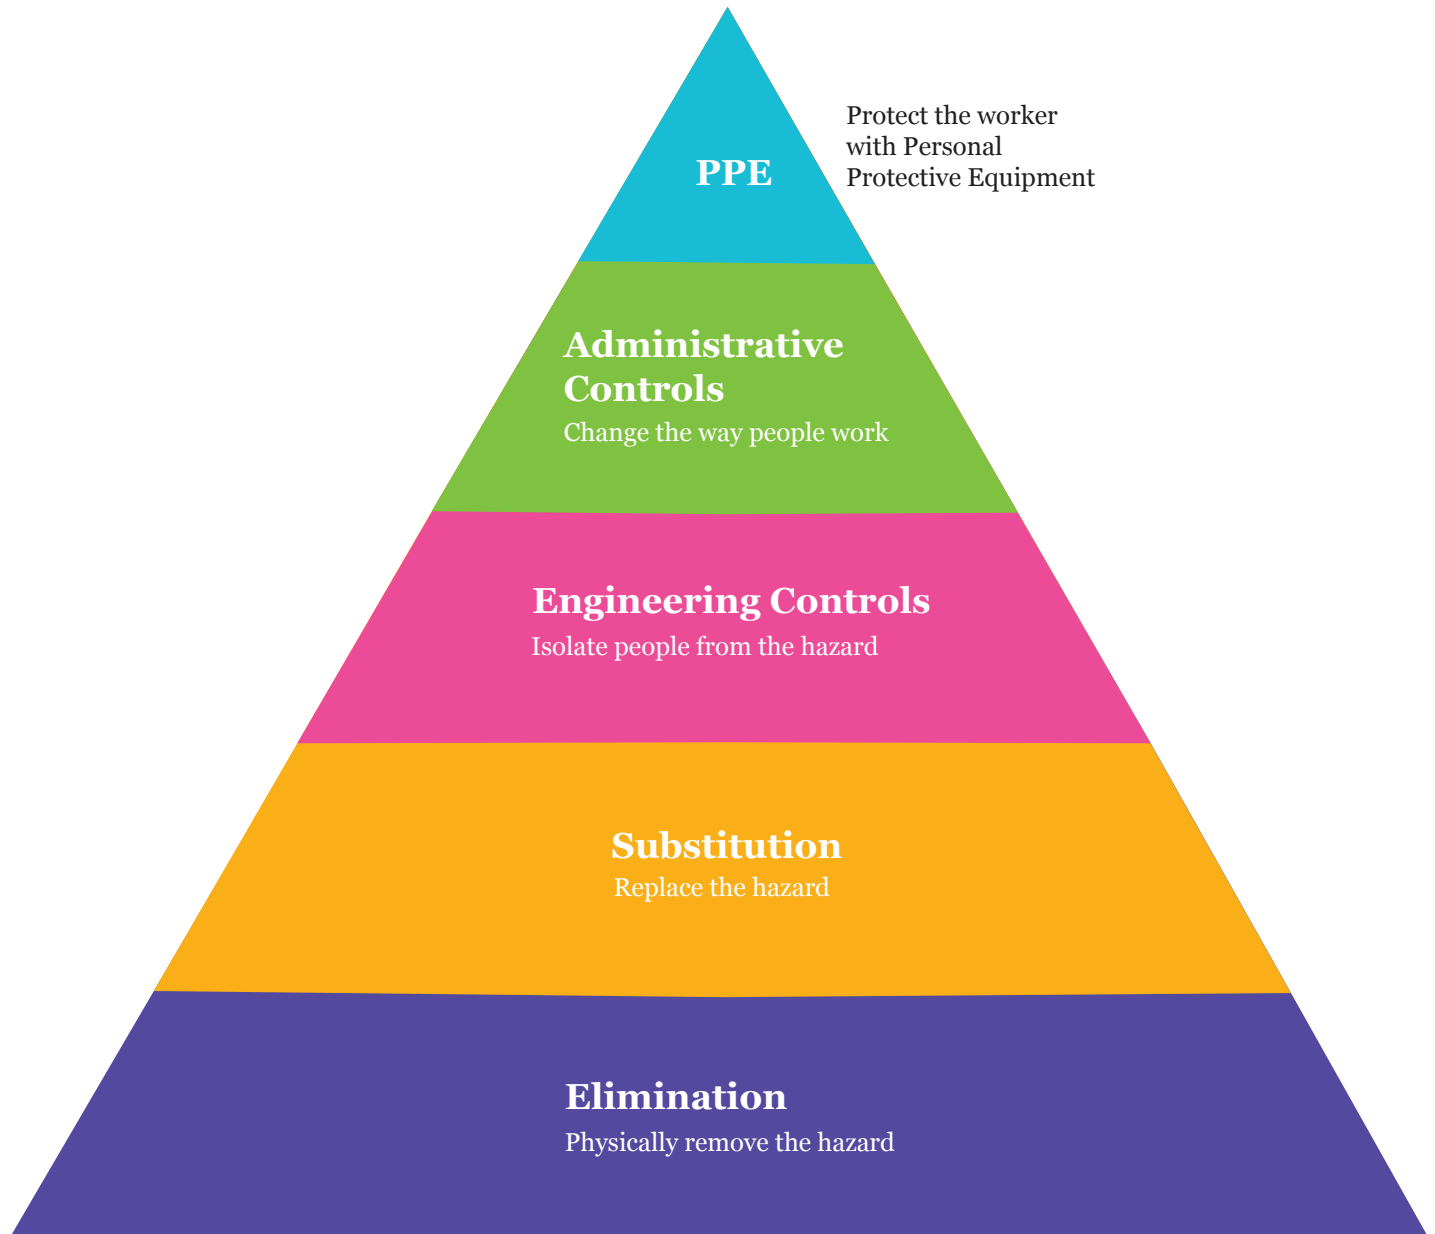 PPE
Protect the worker
with Personal
Protective Equipment
Administrative
Controls
Change the way people work
Engineering Controls
Isolate people from the hazard
Substitution
Replace the hazard
Elimination
Physically remove the hazard